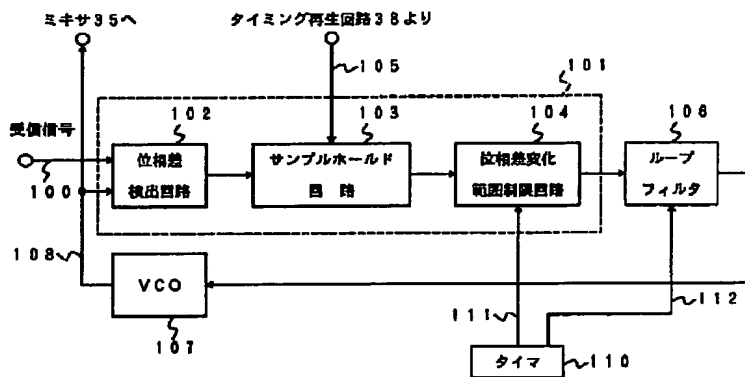 ミキサ35へ
タイミング再生回路38より
105
101
102
103
104
106
受信信号
位相差
検出回路
サンプルホールド
回路
位相差変化
範囲制限回路
ループ
フィルタ
100
108
VCO
107
111
112
タイマ
110